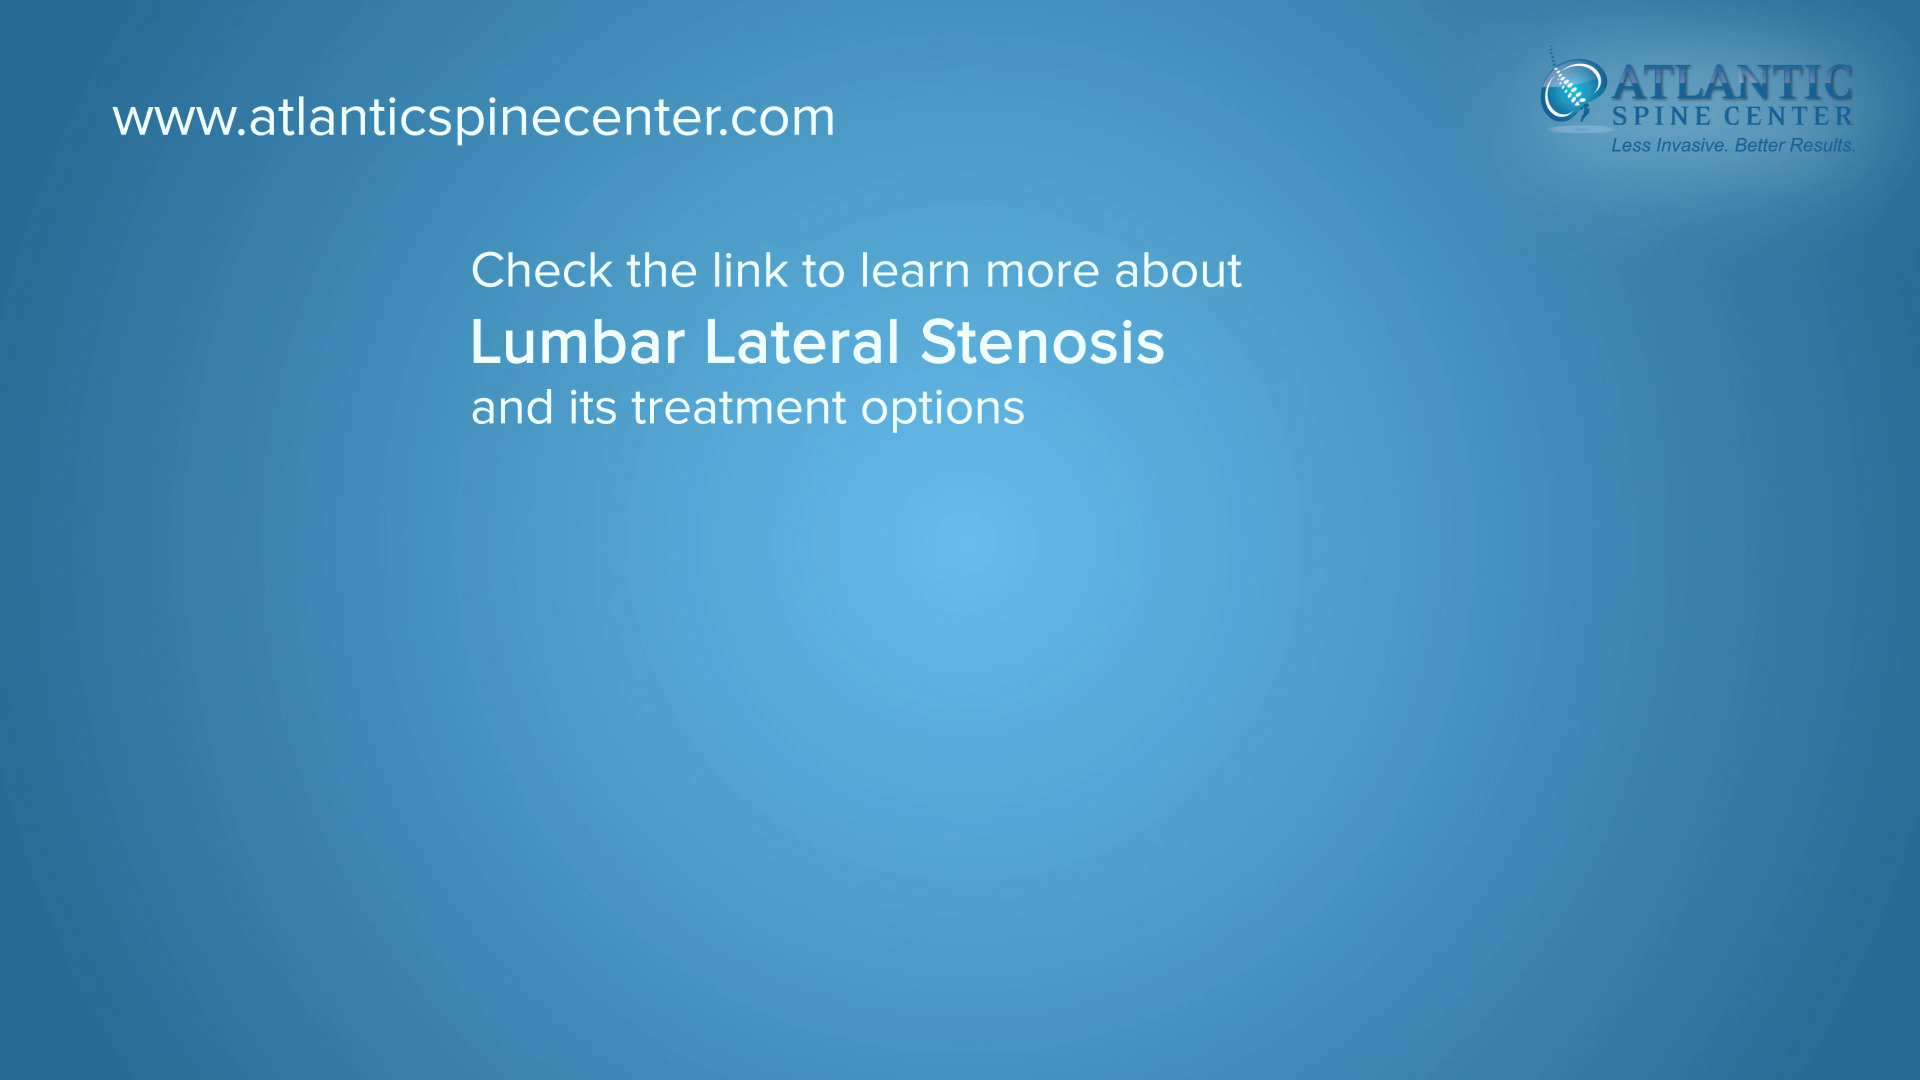 www.atlanticspinecenter.com
ATLANTIC
SPINE CENTER
Less Invasive. Better Results.
Check the link to learn more about
Lumbar Lateral Stenosis
and its treatment options